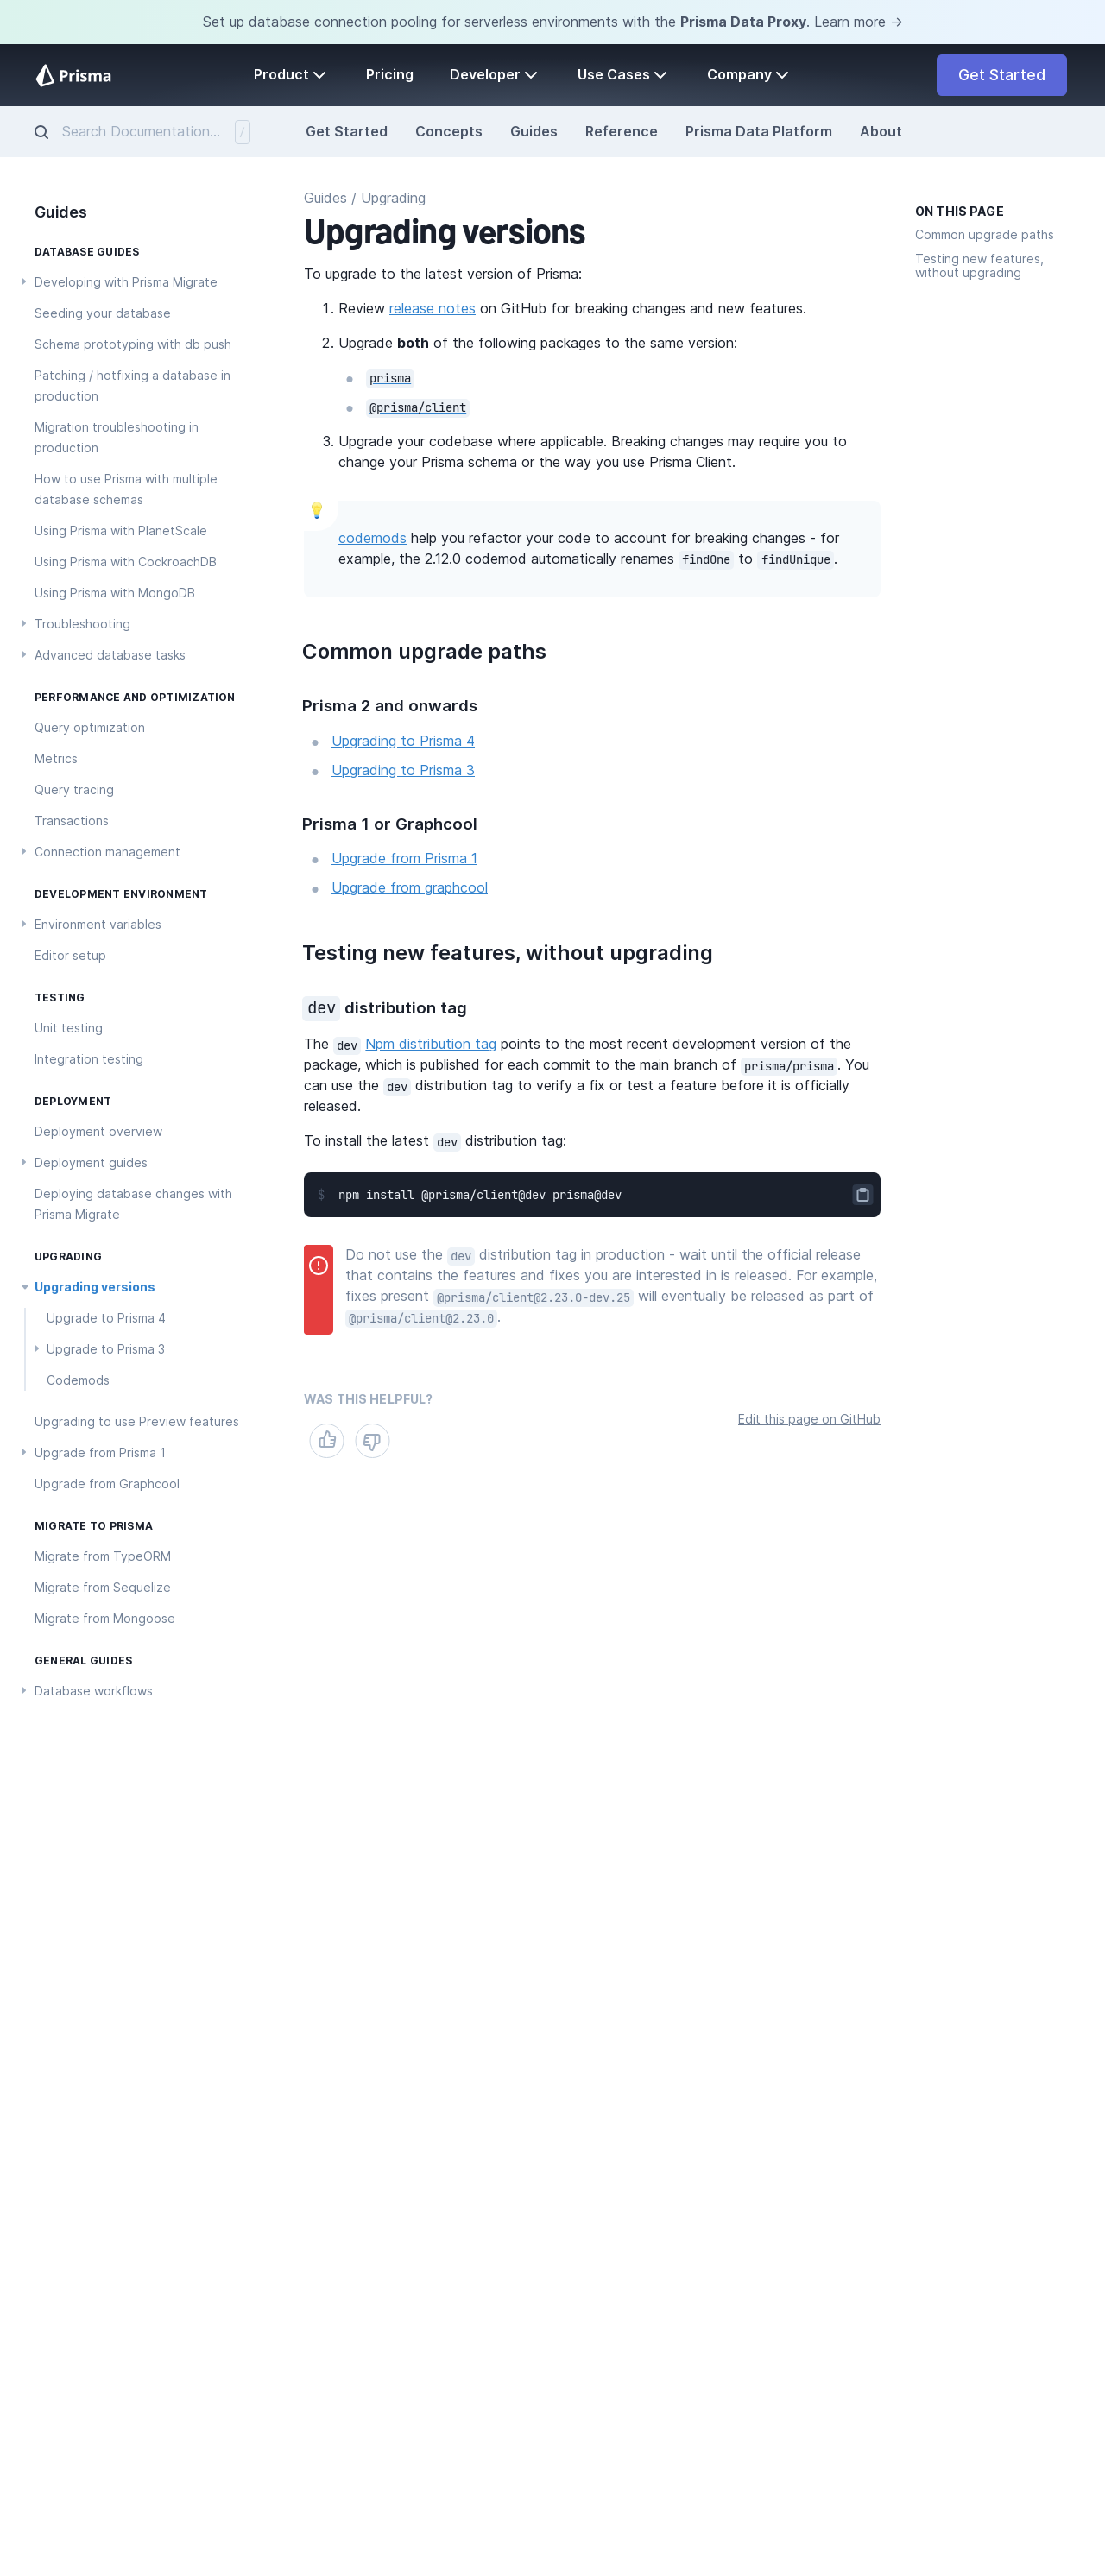 Set up database connection pooling for serverless environments with the Prisma Data Proxy. Learn more →
Prisma
Product
Pricing
Developer
Use Cases
Company
Get Started
Search Documentation...
/
Get Started
Concepts
Guides
Reference
Prisma Data Platform
About
Guides
DATABASE GUIDES
Developing with Prisma Migrate
Seeding your database
Schema prototyping with db push
Patching / hotfixing a database in
production
Migration troubleshooting in
production
How to use Prisma with multiple
database schemas
Using Prisma with PlanetScale
Using Prisma with CockroachDB
Using Prisma with MongoDB
Troubleshooting
Advanced database tasks
PERFORMANCE AND OPTIMIZATION
Query optimization
Metrics
Query tracing
Transactions
Connection management
DEVELOPMENT ENVIRONMENT
Environment variables
Editor setup
TESTING
Unit testing
Integration testing
DEPLOYMENT
Deployment overview
Deployment guides
Deploying database changes with
Prisma Migrate
UPGRADING
Upgrading versions
Upgrade to Prisma 4
Upgrade to Prisma 3
Codemods
Upgrading to use Preview features
Upgrade from Prisma 1
Upgrade from Graphcool
MIGRATE TO PRISMA
Migrate from TypeORM
Migrate from Sequelize
Migrate from Mongoose
GENERAL GUIDES
Database workflows
Guides / Upgrading
Upgrading versions
To upgrade to the latest version of Prisma:
1. Review release notes on GitHub for breaking changes and new features.
2. Upgrade both of the following packages to the same version:
prisma
@prisma/client
3. Upgrade your codebase where applicable. Breaking changes may require you to
change your Prisma schema or the way you use Prisma Client.
codemods help you refactor your code to account for breaking changes - for
example, the 2.12.0 codemod automatically renames findOne to findUnique.
Common upgrade paths
Prisma 2 and onwards
Upgrading to Prisma 4
Upgrading to Prisma 3
Prisma 1 or Graphcool
Upgrade from Prisma 1
Upgrade from graphcool
Testing new features, without upgrading
dev distribution tag
The dev Npm distribution tag points to the most recent development version of the
package, which is published for each commit to the main branch of prisma/prisma. You
can use the dev distribution tag to verify a fix or test a feature before it is officially
released.
To install the latest dev distribution tag:
$ npm install @prisma/client@dev prisma@dev
Do not use the dev distribution tag in production - wait until the official release
that contains the features and fixes you are interested in is released. For example,
fixes present @prisma/client@2.23.0-dev.25 will eventually be released as part of
@prisma/client@2.23.0.
WAS THIS HELPFUL?
Edit this page on GitHub
ON THIS PAGE
Common upgrade paths
Testing new features,
without upgrading